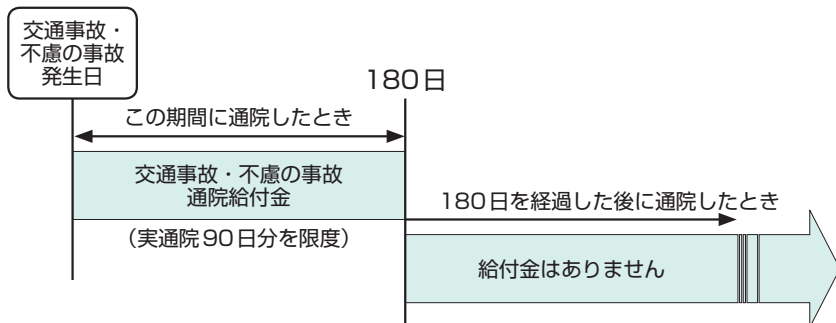 交通事故・
不慮の事故
発生日
180日
この期間に通院したとき
交通事故・不慮の事故
通院給付金
（実通院90日分を限度）
180日を経過した後に通院したとき
給付金はありません